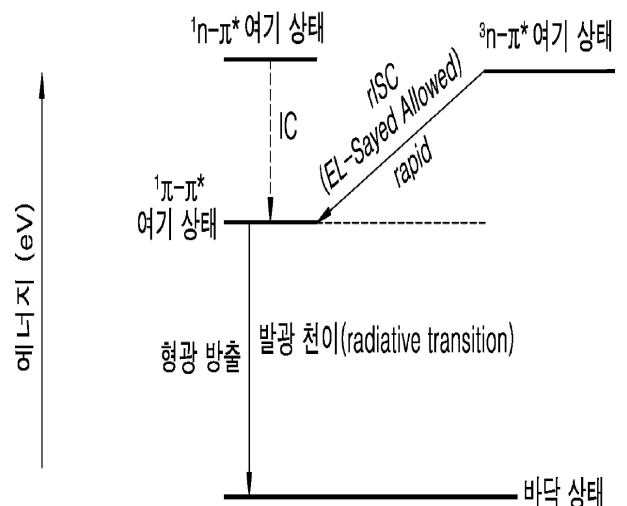 ¹n-π* 여기 상태
³n-π* 여기 상태
rISC
(EL-Sayed Allowed)
rapid
IC
¹π-π*
여기 상태
에너지 (eV)
형광 방출
발광 천이(radiative transition)
바닥 상태